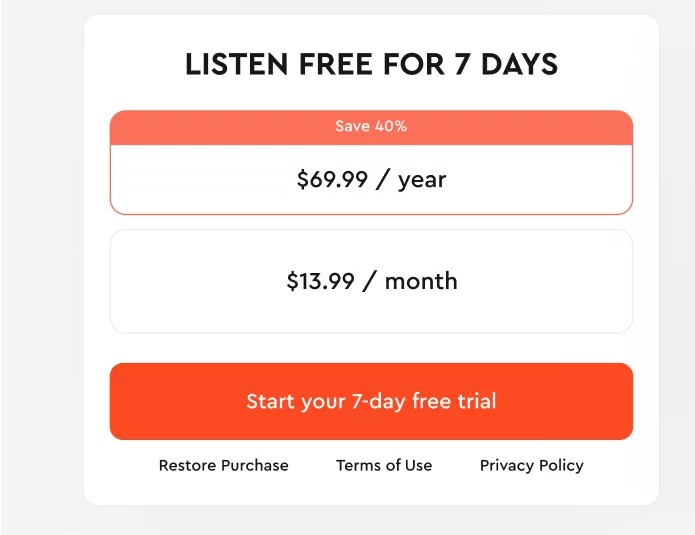 LISTEN FREE FOR 7 DAYS
Save 40%
$69.99 / year
$13.99 / month
Start your 7-day free trial
Restore Purchase Terms of Use Privacy Policy